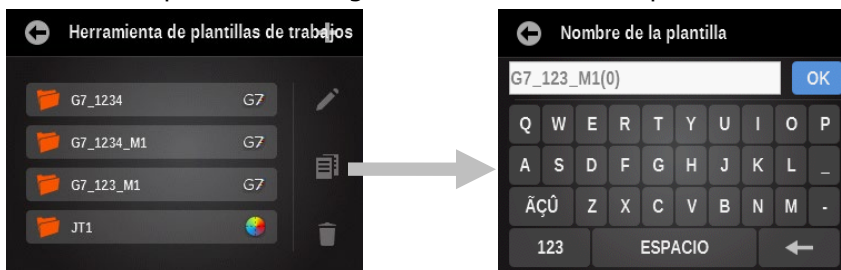 Herramienta de plantillas de trabajos
G7_1234 G7
G7_1234_M1 G7
G7_123_M1 G7
JT1
Nombre de la plantilla
G7_123_M1(0) OK
Q W E R T Y U I O P
A S D F G H J K L _
ÃÇÛ Z X C V B N M -
123 ESPACIO